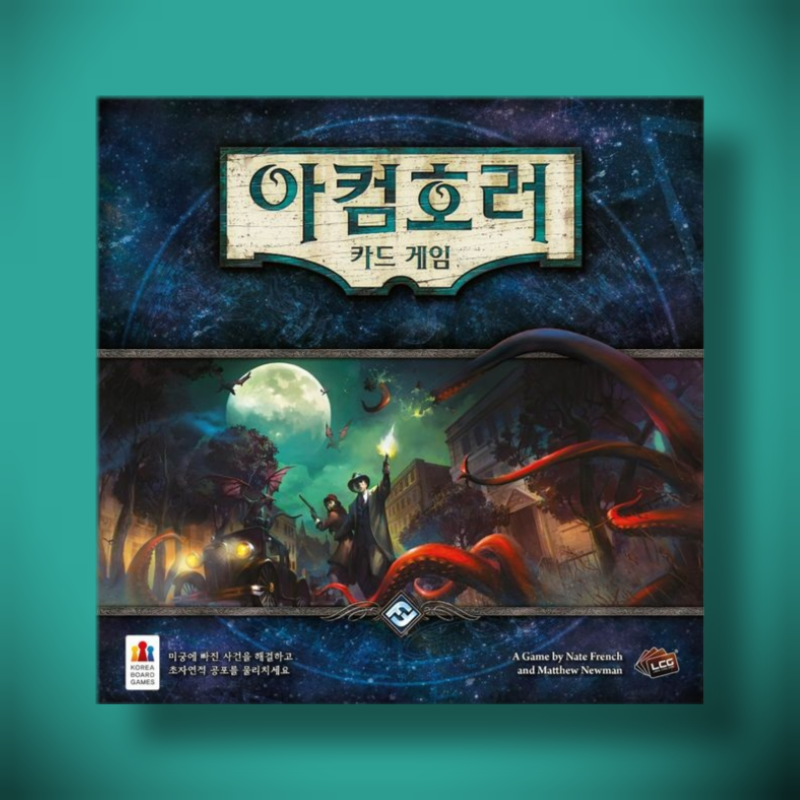 아컴호러
카드 게임
KOREA
BOARD
GAMES
미궁에 빠진 사건을 해결하고
초자연적 공포를 물리치세요
A Game by Nate French
and Matthew Newman
LCG